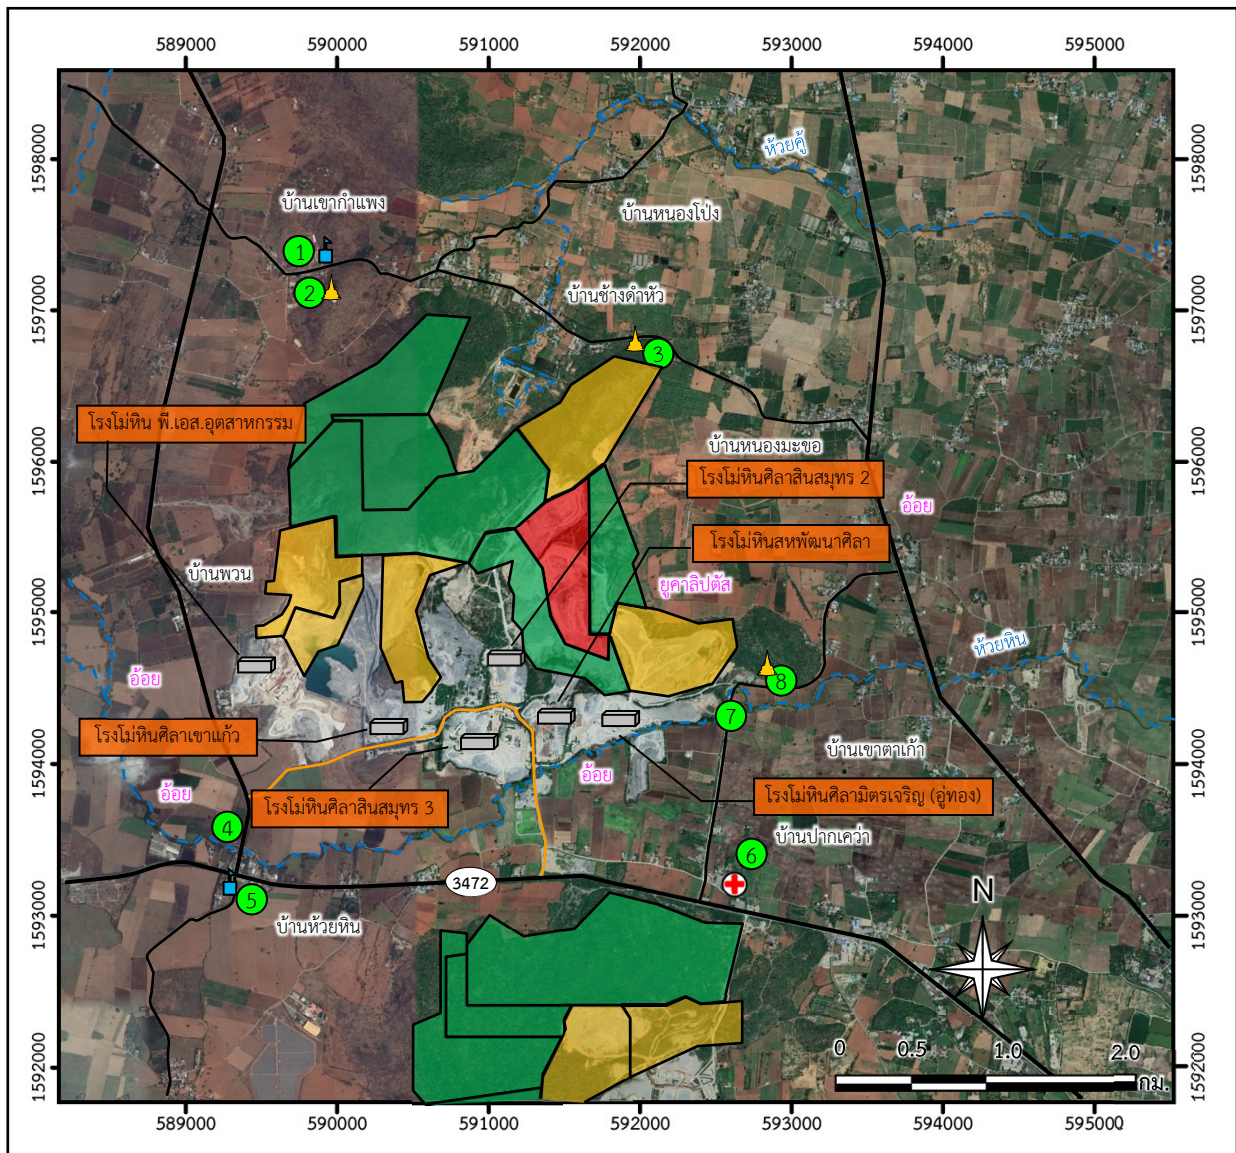 589000 590000 591000 592000 593000 594000 595000
1598000
1598000
ห้วยคู้
บ้านเขากำแพง
บ้านหนองโป่ง
1
2
บ้านช้างดำหัว
1597000
1597000
3
โรงโม่หิน พี.เอส.อุตสาหกรรม
บ้านหนองมะขอ
1596000
1596000
โรงโม่หินศิลาสินสมุทร 2
อ้อย
โรงโม่หินสหพัฒนาศิลา
บ้านพวน
ยูคาลิปตัส
1595000
1595000
ห้วยหิน
อ้อย
8
7
โรงโม่หินศิลาเขาแก้ว
บ้านเขาตาเก้า
1594000
1594000
อ้อย
อ้อย
โรงโม่หินศิลาสินสมุทร 3
โรงโม่หินศิลามิตรเจริญ (อู่ทอง)
4
บ้านปากเคว่า
6
3472
5
N
1593000
1593000
บ้านห้วยหิน
0 0.5 1.0 2.0
กม.
1592000
1592000
589000 590000 591000 592000 593000 594000 595000